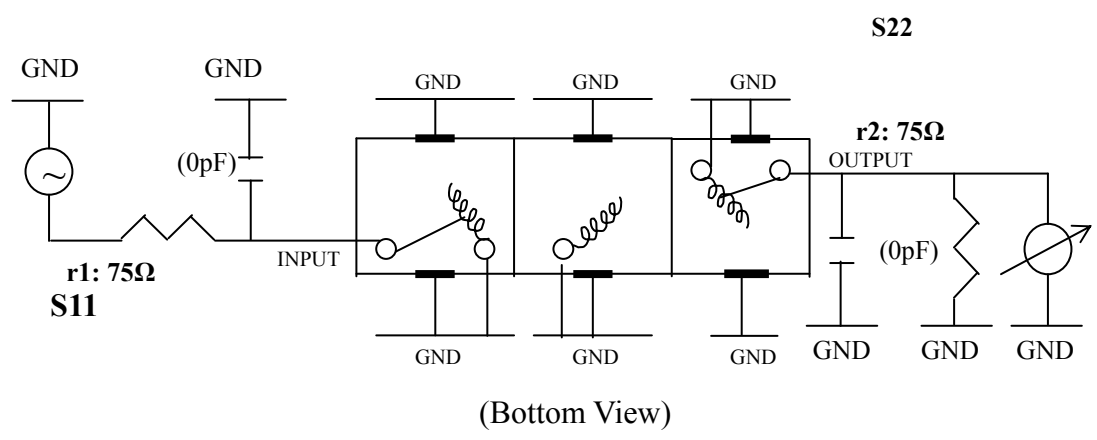 S22
GND
GND
GND
GND
GND
r2: 75Ω
(0pF)
OUTPUT
~
INPUT
(0pF)
r1: 75Ω
S11
GND
GND
GND
GND
GND
GND
(Bottom View)